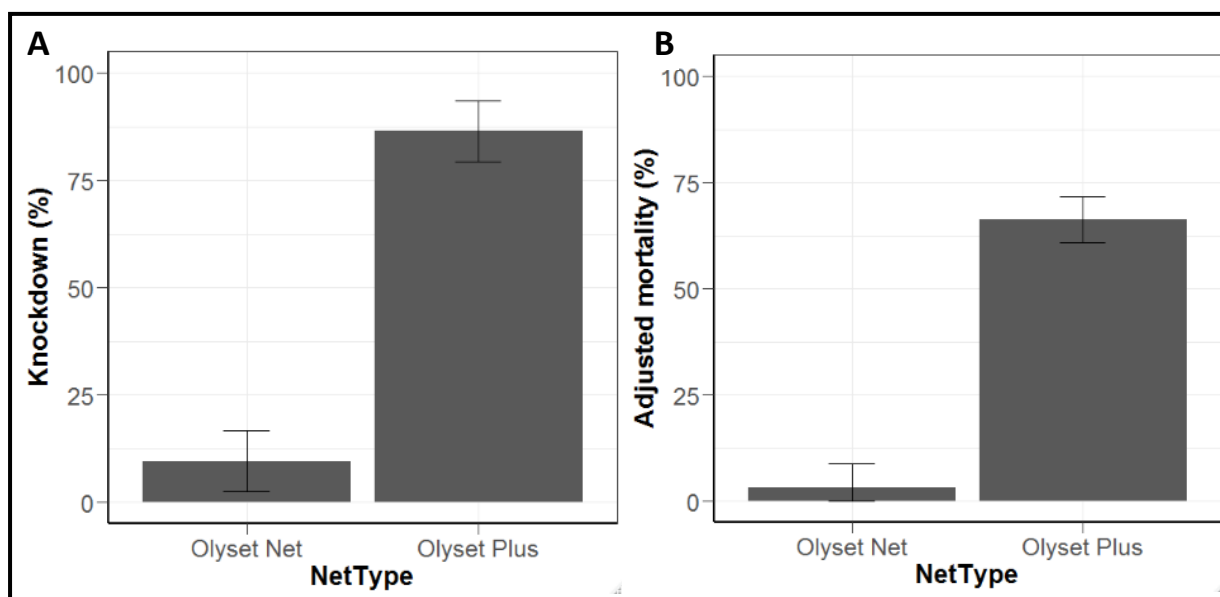 A
Knockdown (%)
100
75
50
25
0
Olyset Net
Olyset Plus
NetType
B
Adjusted mortality (%)
100
75
50
25
0
Olyset Net
Olyset Plus
NetType